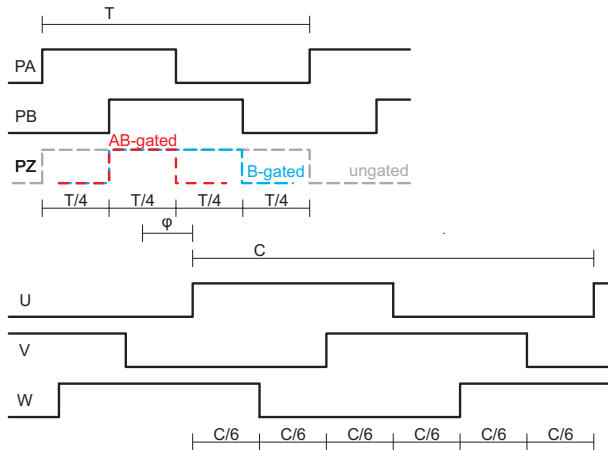 T
PA
PB
AB-gated
PZ
B-gated
ungated
T/4 T/4 T/4 T/4
φ
C
U
V
W
C/6 C/6 C/6 C/6 C/6 C/6